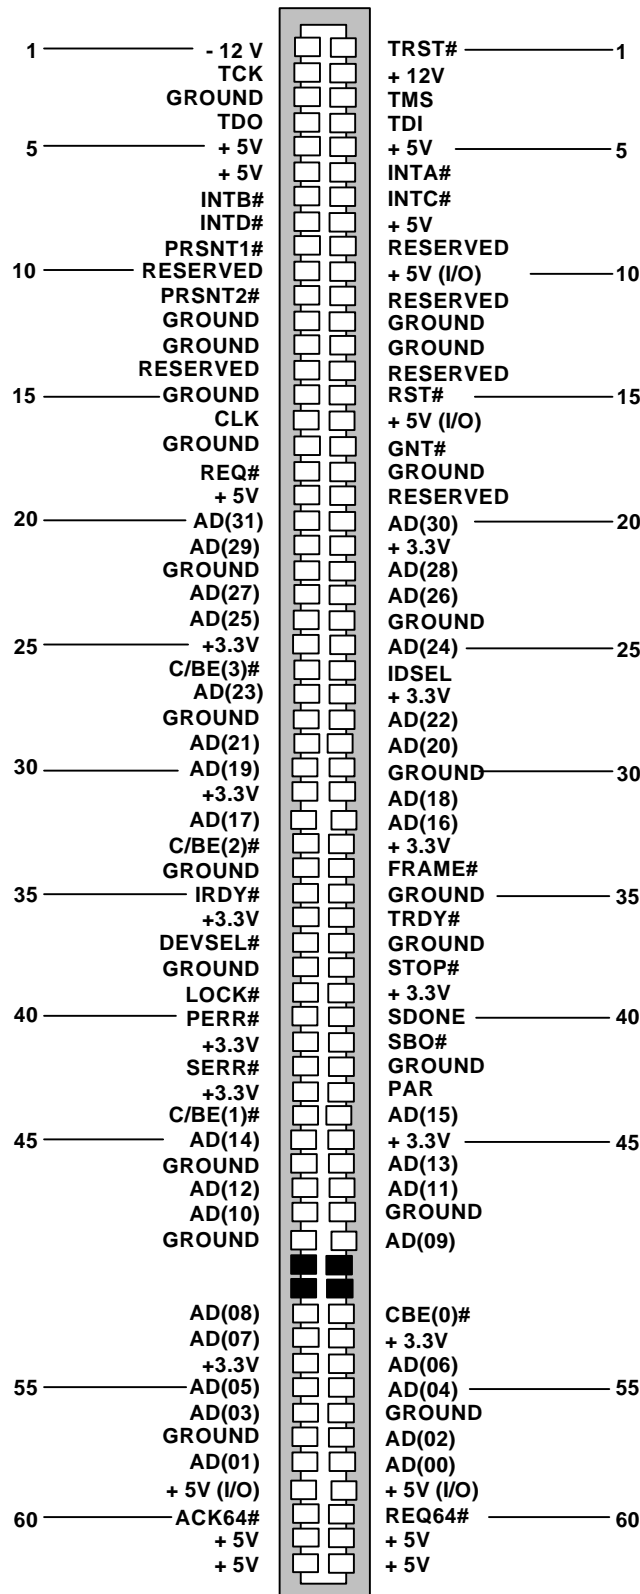 1 - 12 V TRST# 1
TCK + 12V
GROUND TMS
TDO TDI
5 + 5V + 5V 5
+ 5V INTA#
INTB# INTC#
INTD# + 5V
PRSNT1# RESERVED
10 RESERVED + 5V (I/O) 10
PRSNT2# RESERVED
GROUND GROUND
GROUND GROUND
RESERVED RESERVED
15 GROUND RST# 15
CLK + 5V (I/O)
GROUND GNT#
REQ# GROUND
+ 5V RESERVED
20 AD(31) AD(30) 20
AD(29) + 3.3V
GROUND AD(28)
AD(27) AD(26)
AD(25) GROUND
25 +3.3V AD(24) 25
C/BE(3)# IDSEL
AD(23) + 3.3V
GROUND AD(22)
AD(21) AD(20)
30 AD(19) GROUND 30
+3.3V AD(18)
AD(17) AD(16)
C/BE(2)# + 3.3V
GROUND FRAME#
35 IRDY# GROUND 35
+3.3V TRDY#
DEVSEL# GROUND
GROUND STOP#
LOCK# + 3.3V
40 PERR# SDONE 40
+3.3V SBO#
SERR# GROUND
+3.3V PAR
C/BE(1)# AD(15)
45 AD(14) + 3.3V 45
GROUND AD(13)
AD(12) AD(11)
AD(10) GROUND
GROUND AD(09)
AD(08) CBE(0)#
AD(07) + 3.3V
+3.3V AD(06)
55 AD(05) AD(04) 55
AD(03) GROUND
GROUND AD(02)
AD(01) AD(00)
+ 5V (I/O) + 5V (I/O)
60 ACK64# REQ64# 60
+ 5V + 5V
+ 5V + 5V